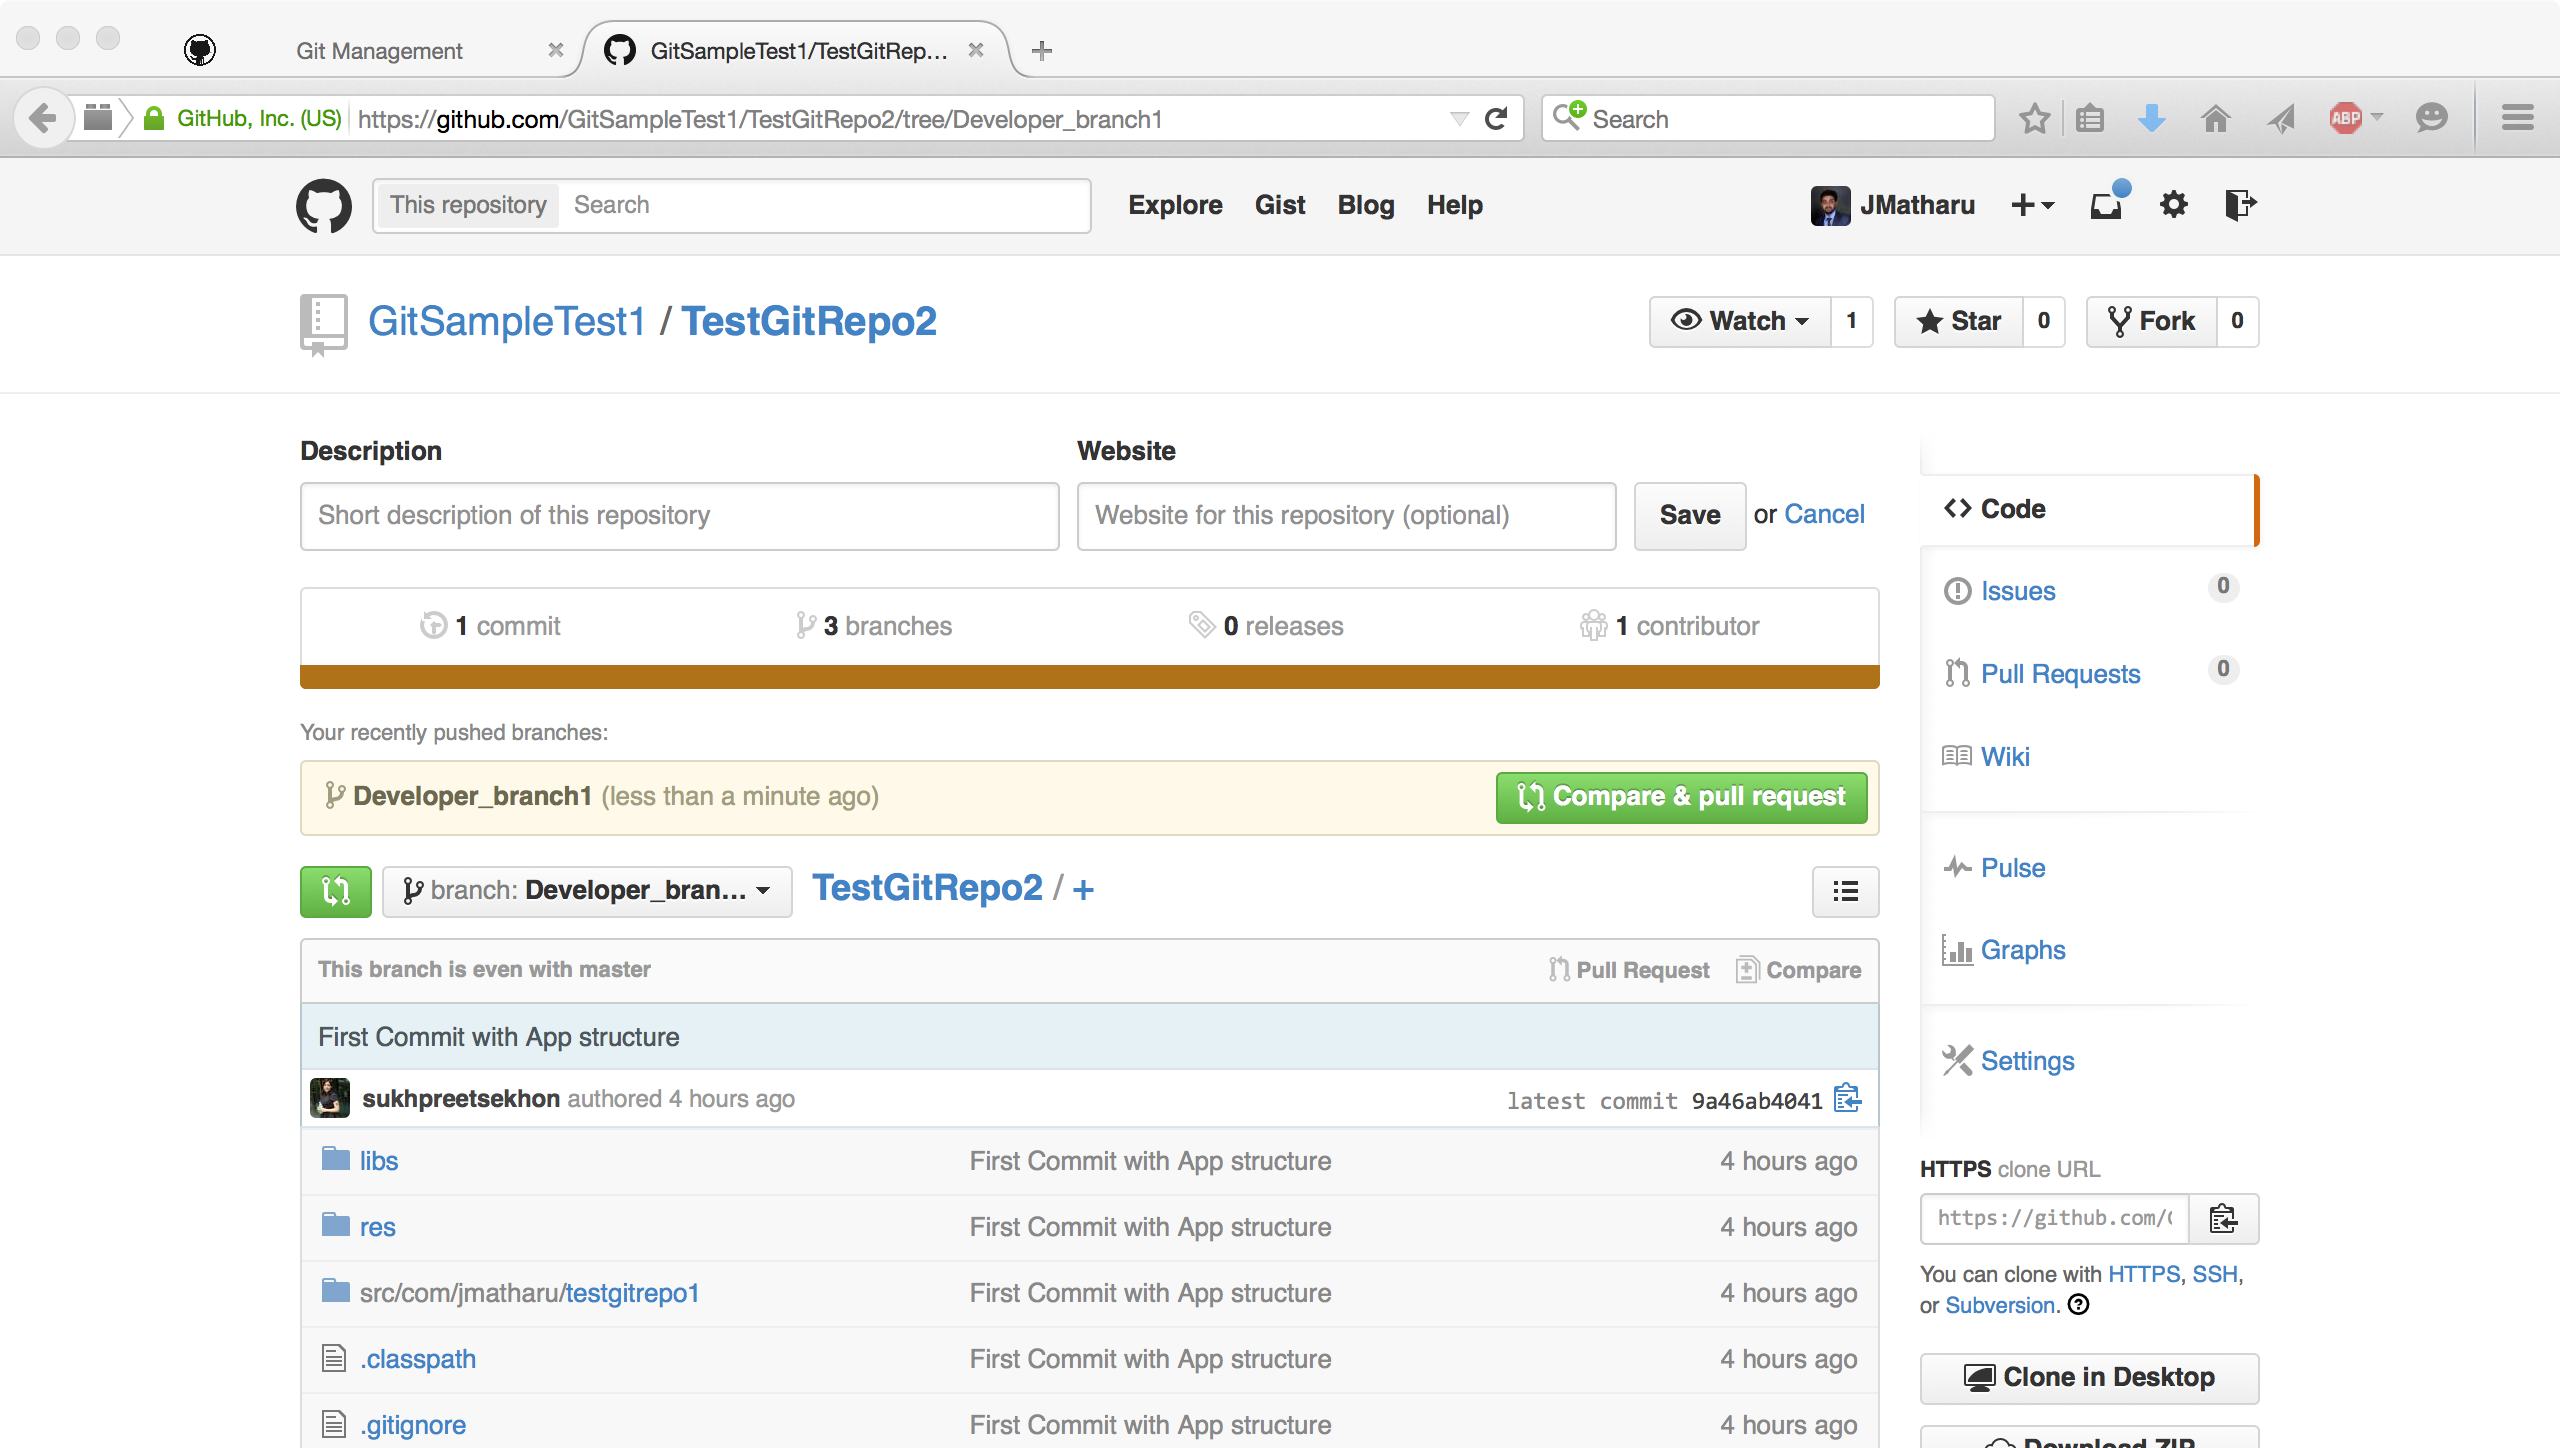 Git Management
GitSampleTest1/TestGitRep...
GitHub, Inc. (US) https://github.com/GitSampleTest1/TestGitRepo2/tree/Developer_branch1
Search
ABP
This repository Search
Explore Gist Blog Help
JMatharu
GitSampleTest1 / TestGitRepo2
Watch 1 Star 0 Fork 0
Description Website
Short description of this repository Website for this repository (optional) Save or Cancel
1 commit 3 branches 0 releases 1 contributor
Your recently pushed branches:
Developer_branch1 (less than a minute ago) Compare & pull request
branch: Developer_bran... TestGitRepo2 / +
This branch is even with master Pull Request Compare
First Commit with App structure
sukhpreetsekhon authored 4 hours ago latest commit 9a46ab4041
libs First Commit with App structure 4 hours ago
res First Commit with App structure 4 hours ago
src/com/jmatharu/testgitrepo1 First Commit with App structure 4 hours ago
.classpath First Commit with App structure 4 hours ago
.gitignore First Commit with App structure 4 hours ago
Code
Issues 0
Pull Requests 0
Wiki
Pulse
Graphs
Settings
HTTPS clone URL
https://github.com/
You can clone with HTTPS, SSH,
or Subversion.
Clone in Desktop
Download ZIP